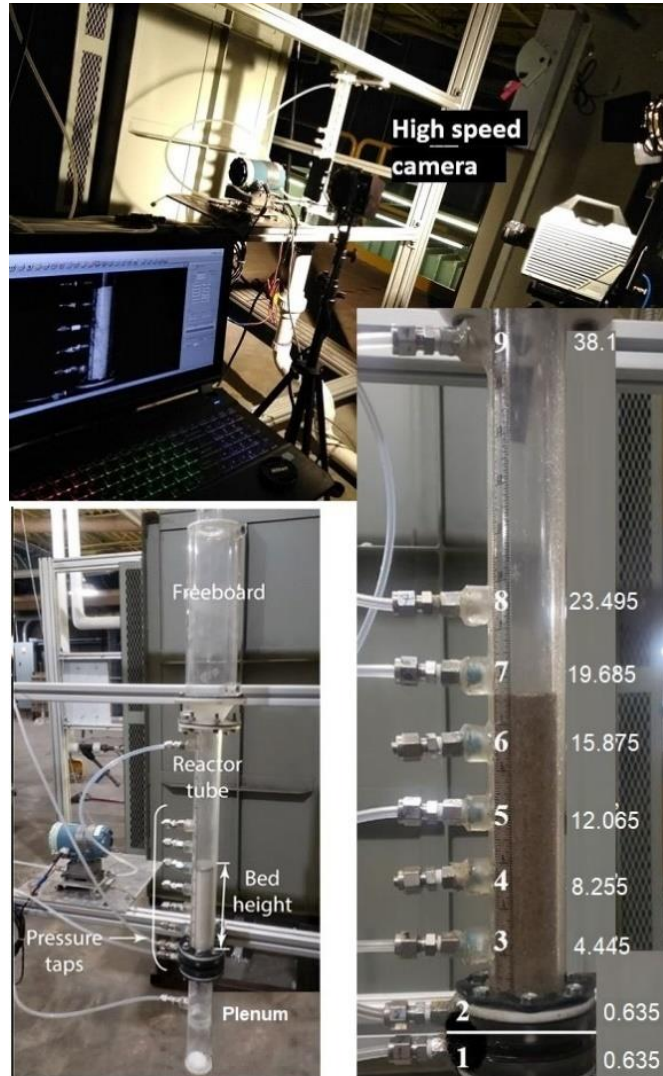 High speed
camera
9 38.1
8 23.495
7 19.685
6 15.875
5 12.065
4 8.255
3 4.445
2 0.635
1 0.635
Freeboard
Reactor
tube
Bed
height
Pressure
taps
Plenum